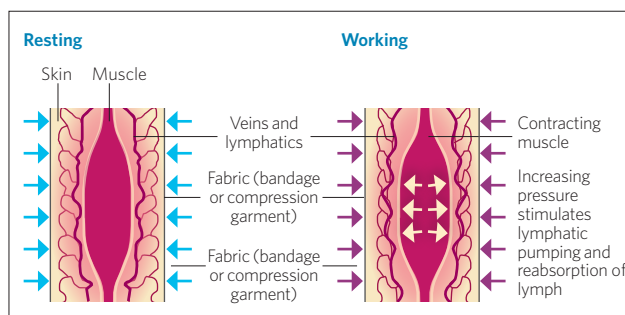 Resting
Working
Skin
Muscle
Veins and
lymphatics
Fabric (bandage
or compression
garment)
Fabric (bandage
or compression
garment)
Contracting
muscle
Increasing
pressure
stimulates
lymphatic
pumping and
reabsorption of
lymph